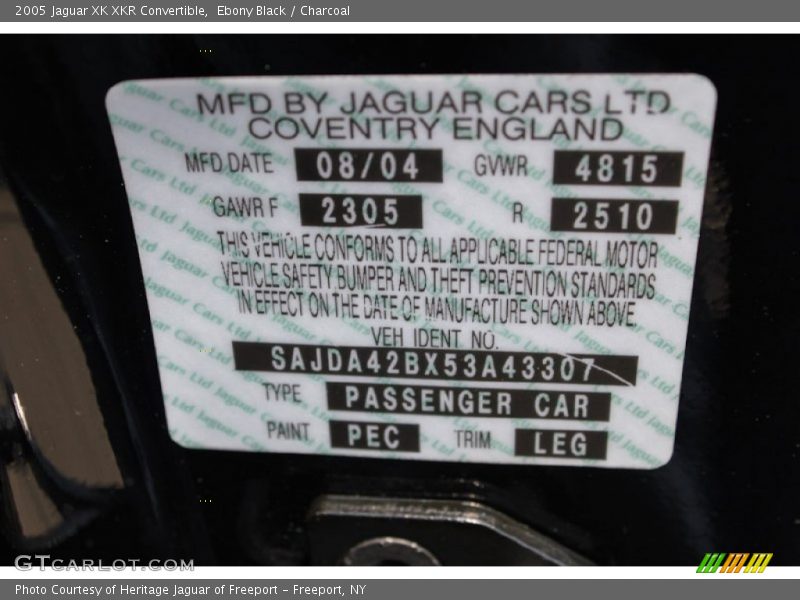 2005 Jaguar XK XKR Convertible, Ebony Black / Charcoal
MFD BY JAGUAR CARS LTD
COVENTRY ENGLAND
MFD DATE 08/04 GVWR 4815
GAWR F 2305 R 2510
THIS VEHICLE CONFORMS TO ALL APPLICABLE FEDERAL MOTOR
VEHICLE SAFETY BUMPER AND THEFT PREVENTION STANDARDS
IN EFFECT ON THE DATE OF MANUFACTURE SHOWN ABOVE
VEH IDENT NO.
SAJDA42BX53A43307
TYPE PASSENGER CAR
PAINT PEC TRIM LEG
GTCARLOT.COM
Photo Courtesy of Heritage Jaguar of Freeport - Freeport, NY